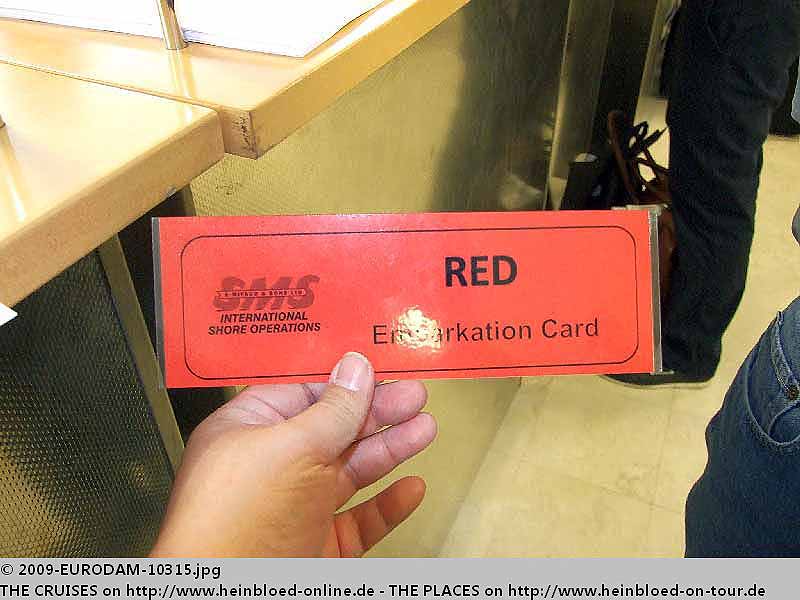 RED
SMS
INTERNATIONAL
SHORE OPERATIONS
Embarkation Card
© 2009-EURODAM-10315.jpg
THE CRUISES on http://www.heinbloed-online.de - THE PLACES on http://www.heinbloed-on-tour.de